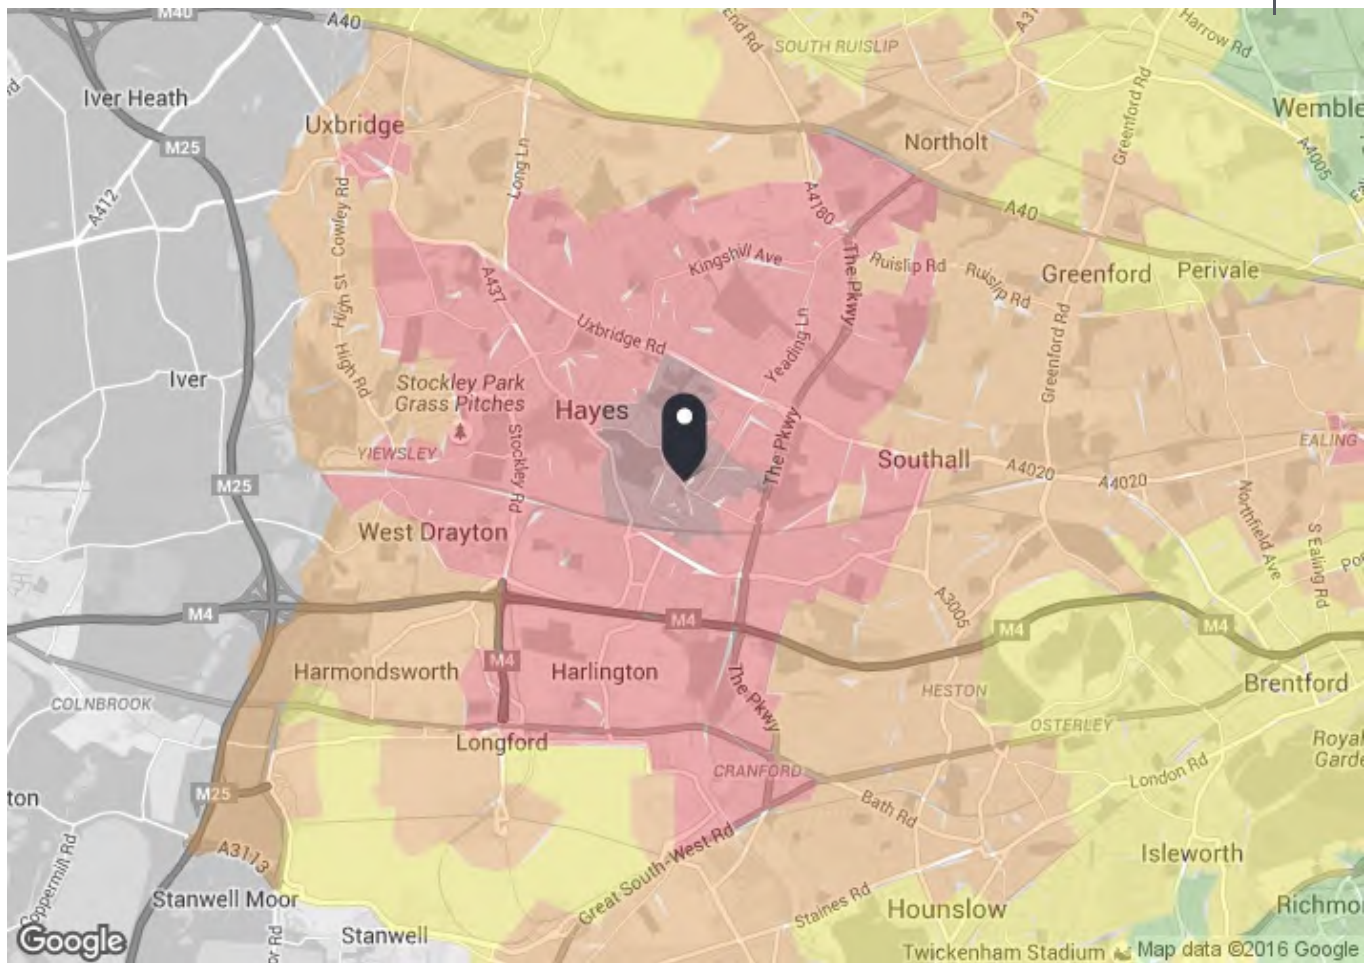 M40
A40
End Rd
SOUTH RUISLIP
Harrow Rd
Iver Heath
Uxbridge
M25
Long Ln
Northolt
Greenford Rd
Wemble
A4005
A412
Cowley Rd
High St
A4180
A40
Kingshill Ave
The Pkwy
Ruislip Rd
Ruislip Rd
Greenford
Perivale
A437
Uxbridge Rd
Yeading Ln
Greenford Rd
Iver
High Rd
Stockley Park
Grass Pitches
Hayes
Stockley Rd
The Pkwy
YIEWSLEY
Southall
EALING
A4020
A4020
M25
Northfield Ave
S Ealing Rd
West Drayton
A3005
M4
M4
M4
M4
M4
Harmondsworth
Harlington
The Pkwy
HESTON
Brentford
COLNBROOK
OSTERLEY
Longford
CRANFORD
London Rd
Royal
Garde
ton
M25
Bath Rd
A3113
Coppermill Rd
Great South-West Rd
Isleworth
Stanwell Moor
Staines Rd
Hounslow
Richmo
Google
Stanwell
Twickenham Stadium
Map data ©2016 Google